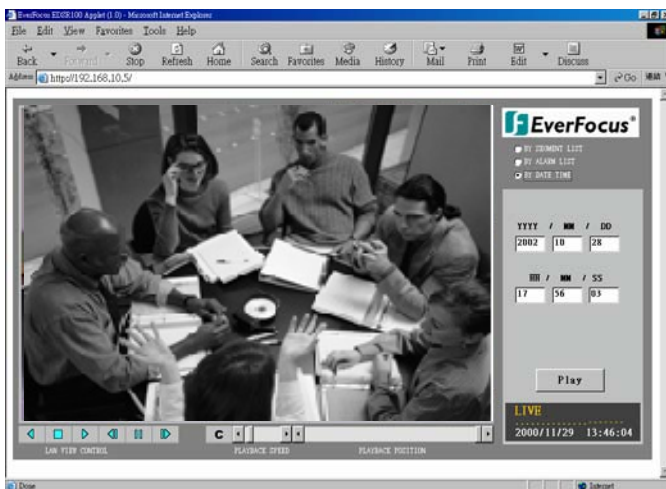 EverFocus EDSR100 Applet (1.0) - Microsoft Internet Explorer
File Edit View Favorites Tools Help
Back Forward Stop Refresh Home Search Favorites Media History Mail Print Edit Discuss
Address http://192.168.10.5/ Go 連結
EverFocus®
BY SEGMENT LIST
BY ALARM LIST
BY DATE TIME
YYYY / MM / DD
2002 10 28
HH / MM / SS
17 56 03
Play
LIVE
2000/11/29 13:46:04
C
LAN VIEW CONTROL PLAYBACK SPEED PLAYBACK POSITION
Done Internet